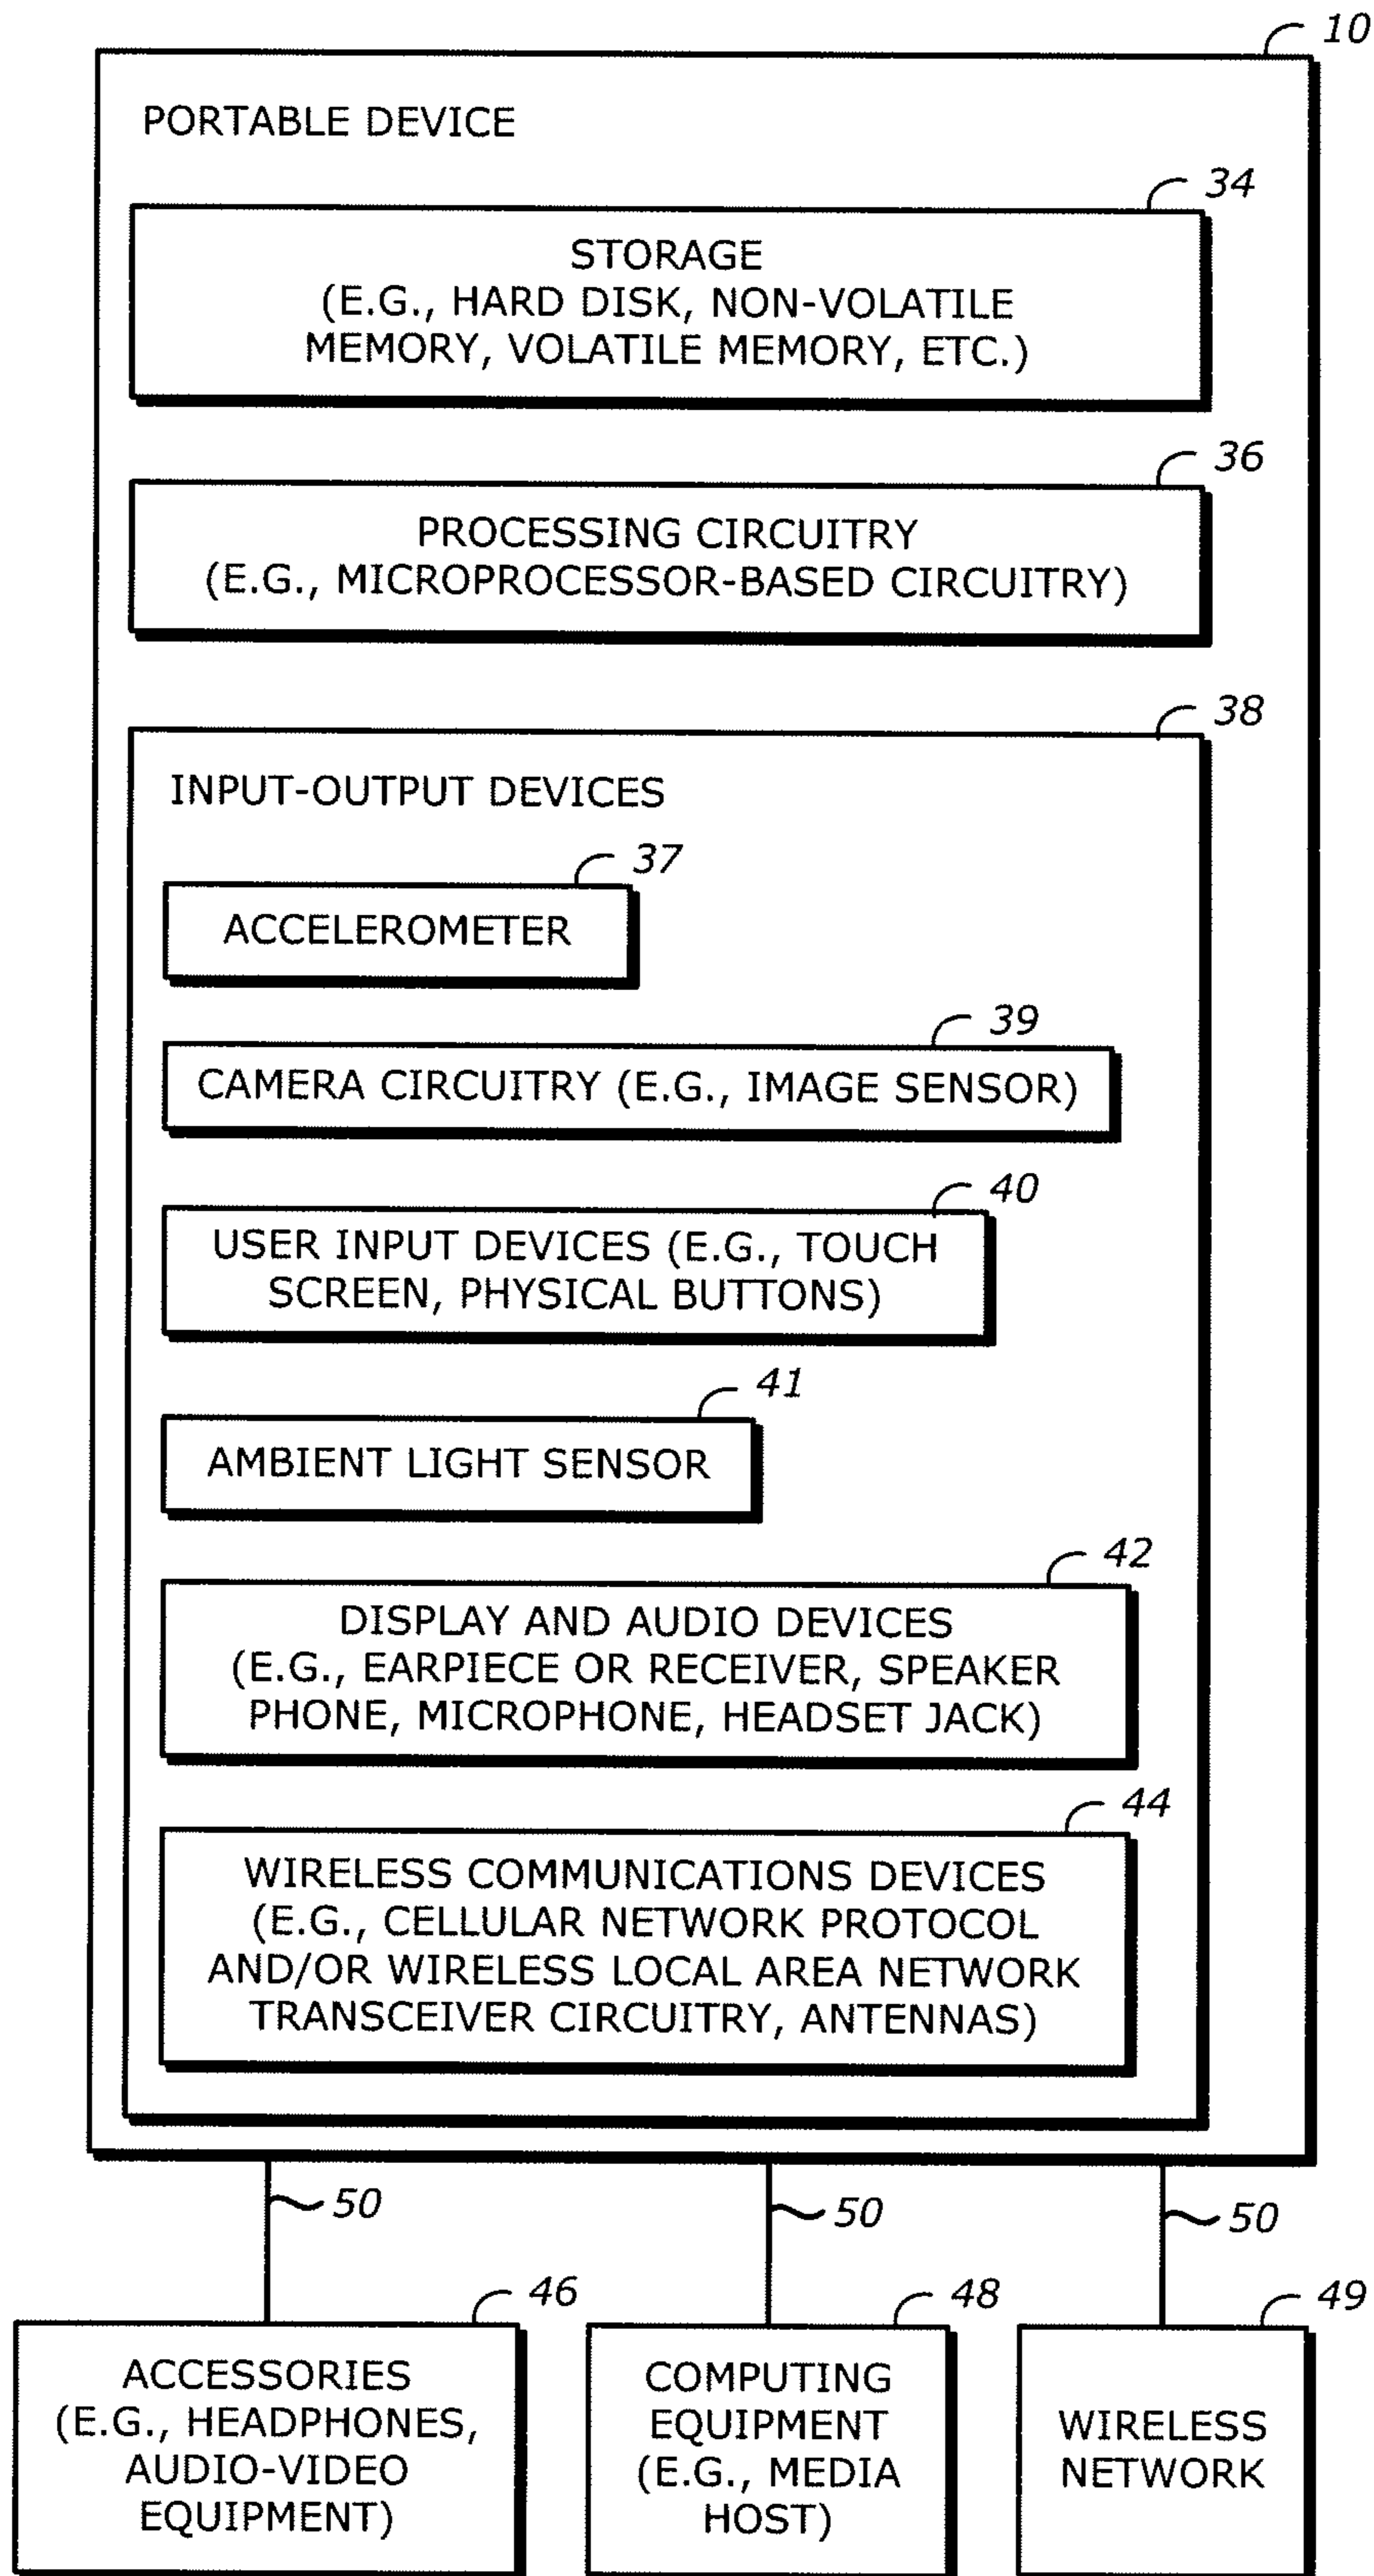 10
PORTABLE DEVICE
34
STORAGE
(E.G., HARD DISK, NON-VOLATILE
MEMORY, VOLATILE MEMORY, ETC.)
36
PROCESSING CIRCUITRY
(E.G., MICROPROCESSOR-BASED CIRCUITRY)
38
INPUT-OUTPUT DEVICES
37
ACCELEROMETER
39
CAMERA CIRCUITRY (E.G., IMAGE SENSOR)
40
USER INPUT DEVICES (E.G., TOUCH
SCREEN, PHYSICAL BUTTONS)
41
AMBIENT LIGHT SENSOR
42
DISPLAY AND AUDIO DEVICES
(E.G., EARPIECE OR RECEIVER, SPEAKER
PHONE, MICROPHONE, HEADSET JACK)
44
WIRELESS COMMUNICATIONS DEVICES
(E.G., CELLULAR NETWORK PROTOCOL
AND/OR WIRELESS LOCAL AREA NETWORK
TRANSCEIVER CIRCUITRY, ANTENNAS)
50
50
50
46
ACCESSORIES
(E.G., HEADPHONES,
AUDIO-VIDEO
EQUIPMENT)
48
COMPUTING
EQUIPMENT
(E.G., MEDIA
HOST)
49
WIRELESS
NETWORK